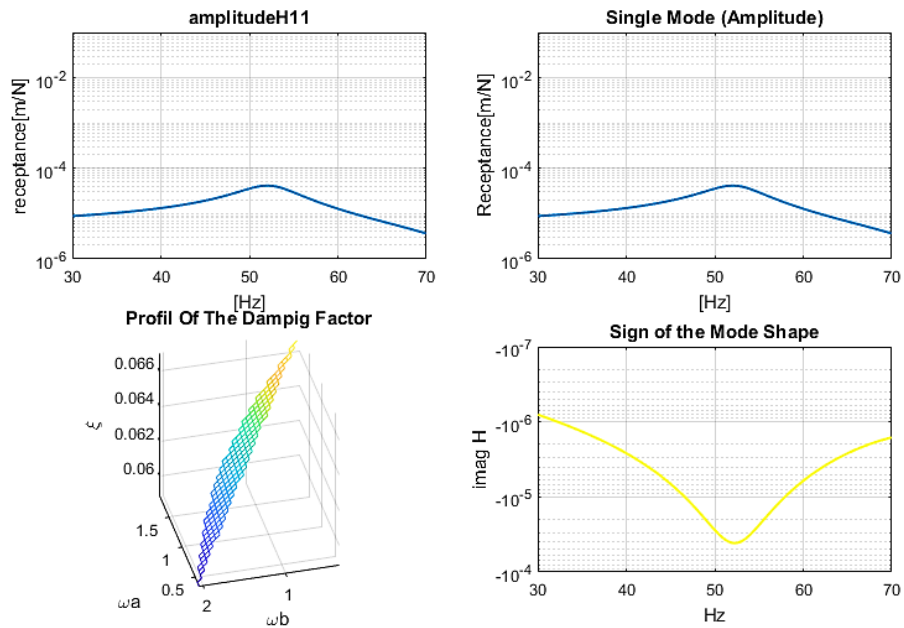 amplitudeH11
receptance[m/N]
10-2
10-4
10-6
30 40 50 60 70
[Hz]
Single Mode (Amplitude)
Receptance[m/N]
10-2
10-4
10-6
30 40 50 60 70
[Hz]
Profil Of The Dampig Factor
ξ
0.066
0.064
0.062
0.06
1.5
1
0.5
ωa
2 1
ωb
Sign of the Mode Shape
imag H
-10-7
-10-6
-10-5
-10-4
30 40 50 60 70
Hz